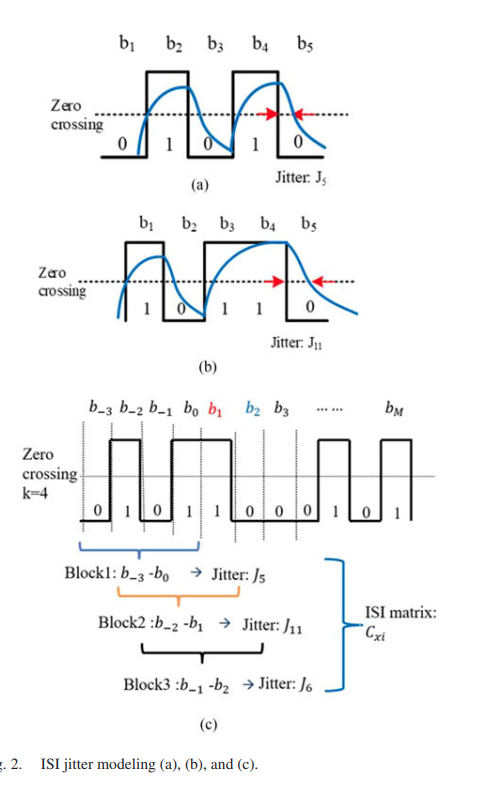 b₁ b₂ b₃ b₄ b₅
Zero
crossing
0 1 0 1 0
Jitter: J₅
(a)
b₁ b₂ b₃ b₄ b₅
Zero
crossing
1 0 1 1 0
Jitter: J₁₁
(b)
b₋₃ b₋₂ b₋₁ b₀ b₁ b₂ b₃ ... ... b_M
Zero
crossing
k=4
0 1 0 1 1 0 0 0 1 0 1
Block1: b₋₃ -b₀ → Jitter: J₅
Block2 :b₋₂ -b₁ → Jitter: J₁₁
Block3 :b₋₁ -b₂ → Jitter: J₆
ISI matrix:
C_xi
(c)
g. 2. ISI jitter modeling (a), (b), and (c).